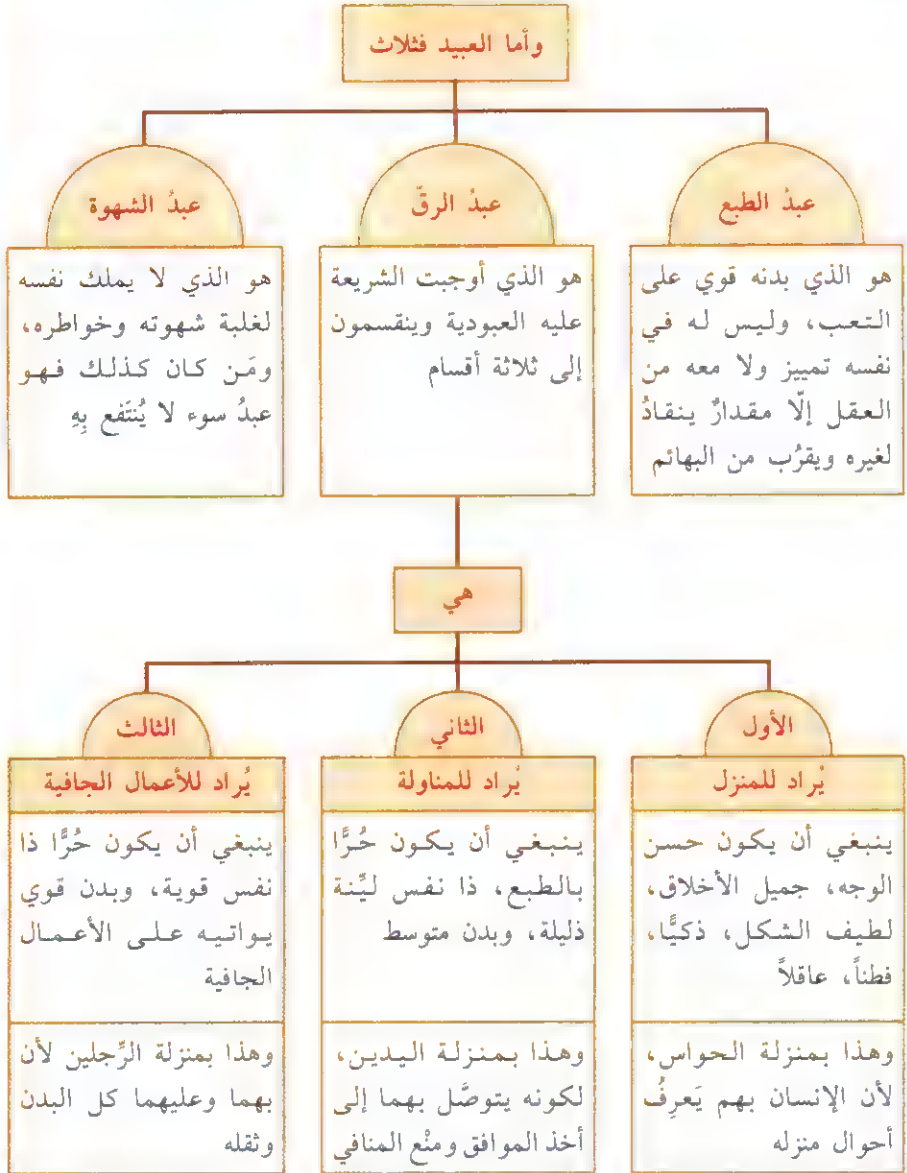 وأما العبيد فثلاث
عبدُ الطبع
هو الذي بدنه قوي على
التعب، وليس له في
نفسه تمييز ولا معه من
العقل إلّا مقدارٌ ينقادُ
لغيره ويقرُب من البهائم
عبدُ الرقّ
هو الذي أوجبت الشريعة
عليه العبودية وينقسمون
إلى ثلاثة أقسام
عبدُ الشهوة
هو الذي لا يملك نفسه
لغلبة شهوته وخواطره،
ومَن كان كذلك فهو
عبدُ سوء لا يُنتَفع بِهِ
هي
الأول
يُراد للمنزل
ينبغي أن يكون حسن
الوجه، جميل الأخلاق،
لطيف الشكل، ذكيًّا،
فطناً، عاقلاً
وهذا بمنزلة الحواس،
لأن الإنسان بهم يَعرِفُ
أحوال منزله
الثاني
يُراد للمناولة
ينبغي أن يكون حُرًّا
بالطبع، ذا نفس ليِّنة
ذليلة، وبدن متوسط
وهذا بمنزلة اليدين،
لكونه يتوصَّل بهما إلى
أخذ الموافق ومنْع المنافي
الثالث
يُراد للأعمال الجافية
ينبغي أن يكون حُرًّا ذا
نفس قوية، وبدن قوي
يواتيه على الأعمال
الجافية
وهذا بمنزلة الرِّجلين لأن
بهما وعليهما كل البدن
وثقله